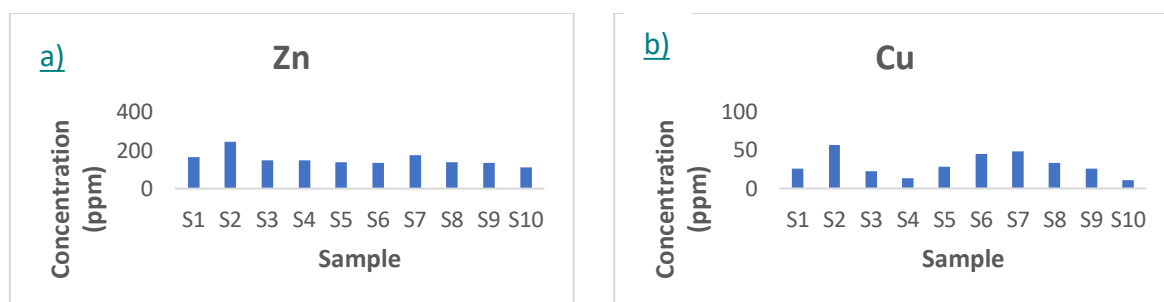 a)
Zn
Concentration
(ppm)
400
200
0
S1 S2 S3 S4 S5 S6 S7 S8 S9 S10
Sample
b)
Cu
Concentration
(ppm)
100
50
0
S1 S2 S3 S4 S5 S6 S7 S8 S9 S10
Sample